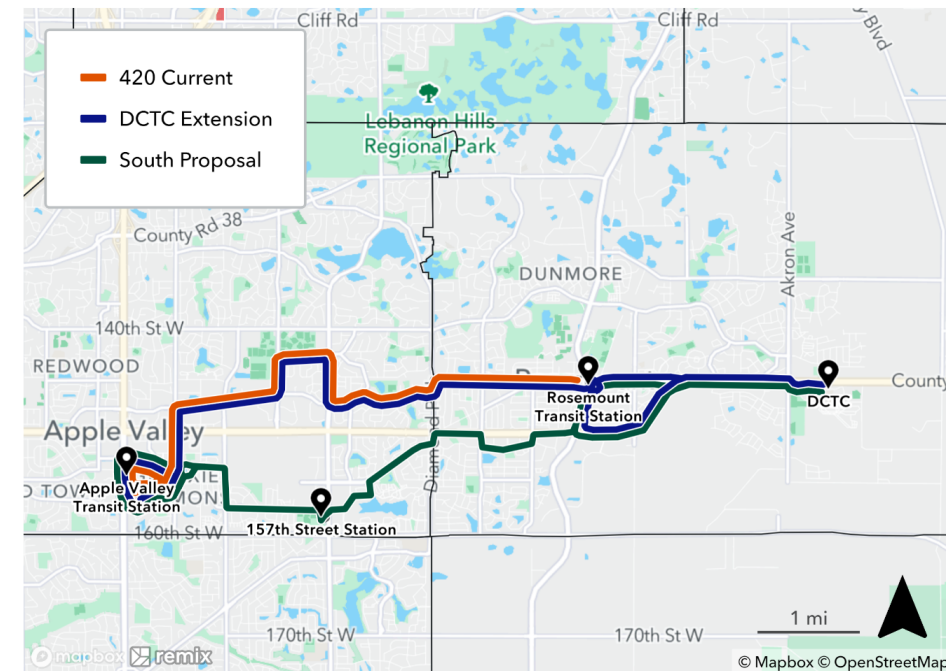 Cliff Rd
Cliff Rd
420 Current
DCTC Extension
South Proposal
Lebanon Hills
Regional Park
County Rd 38
DUNMORE
Akron Ave
140th St W
REDWOOD
Rosemount
Transit Station
DCTC
County
Apple Valley
Apple Valley
Transit Station
157th Street Station
160th St W
170th St W
170th St W
1 mi
mapbox remix
© Mapbox © OpenStreetMap